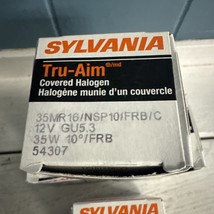 SYLVANIA
Tru-Aim
Covered Halogen
Halogène munie d'un couvercle
35MR16/NSP10/FRB/C
12V GU5.3
35W 10°/FRB
54307
SYLVANIA